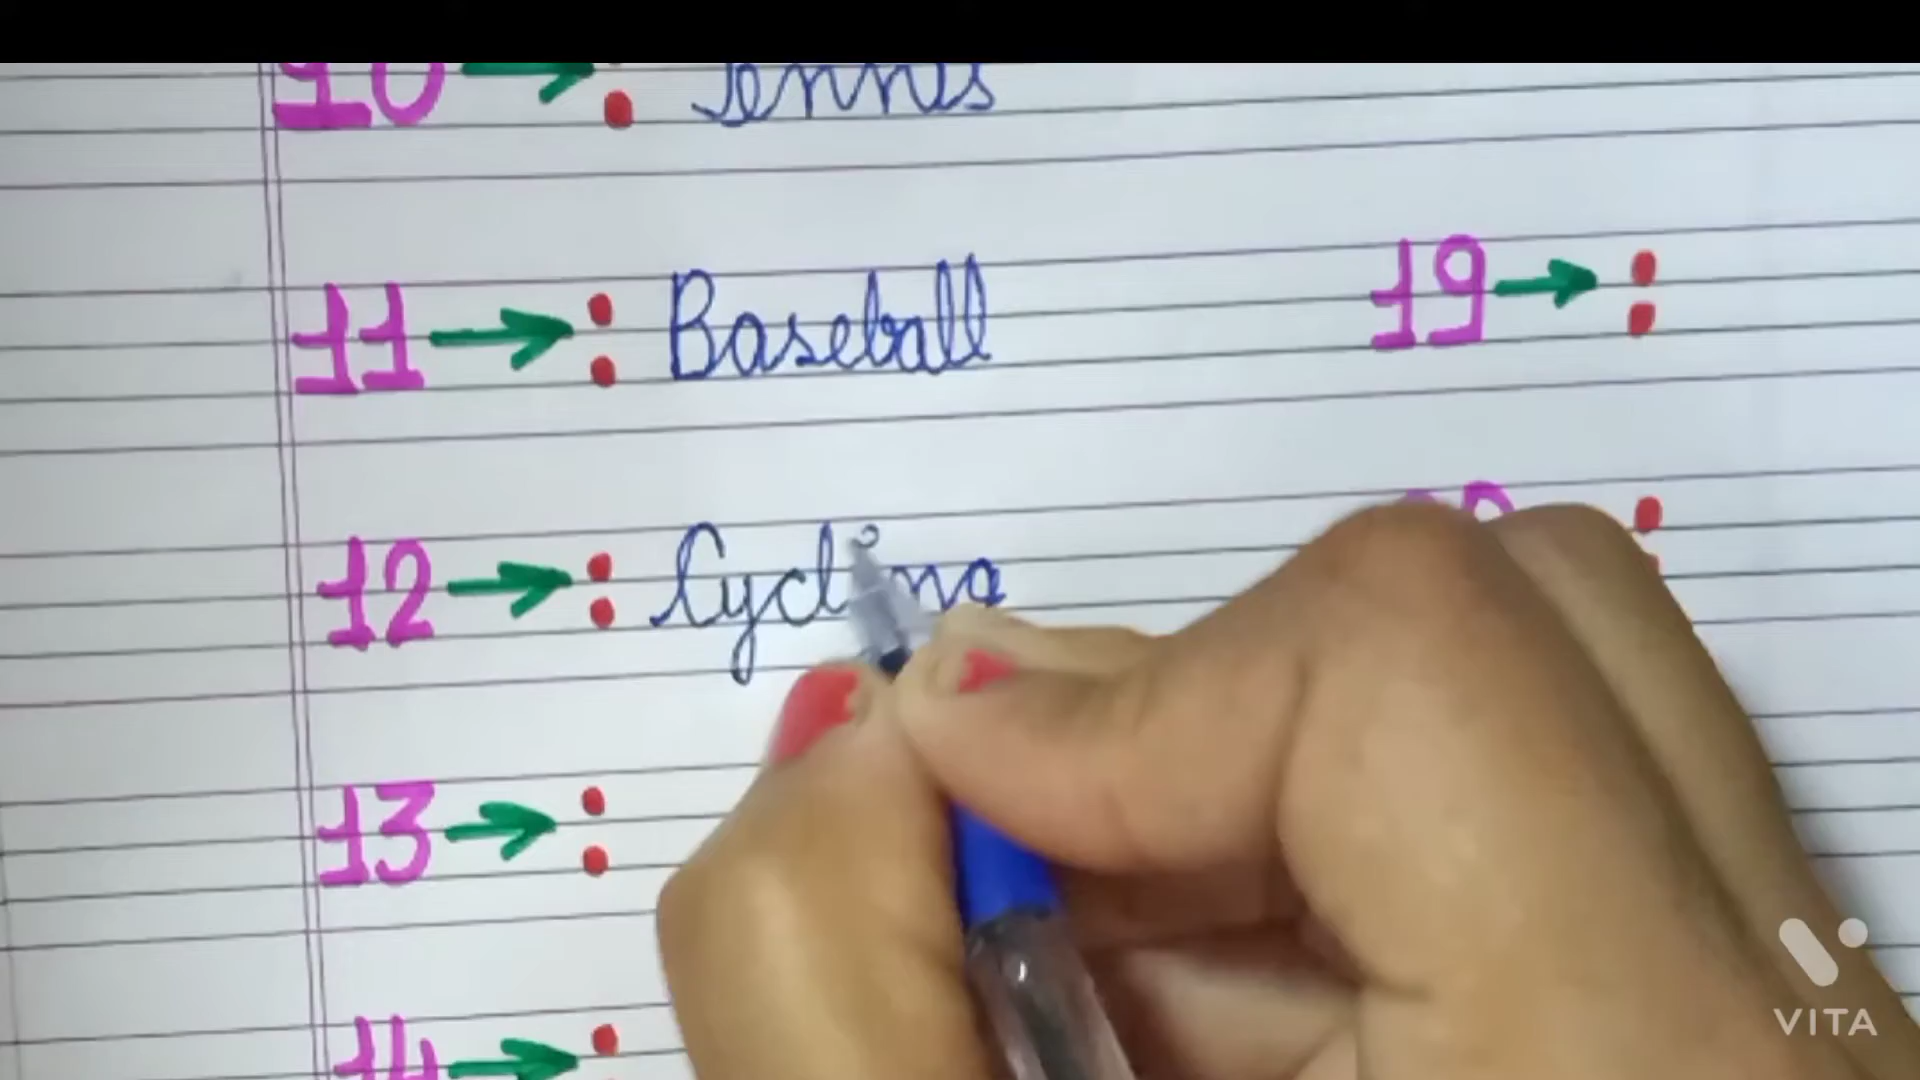 10 → : Tennis
11 → : Baseball
19 → :
12 → : Cycling
13 → :
14 → :
VITA